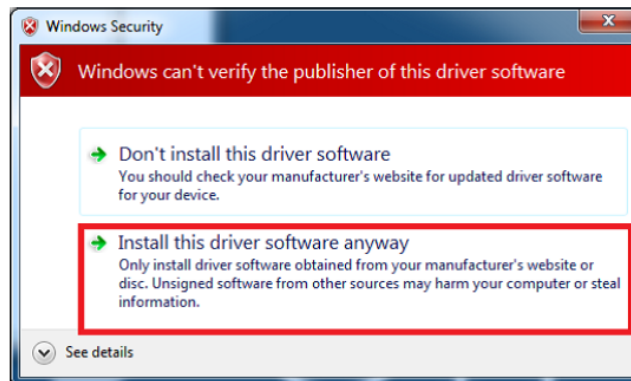 Windows Security
Windows can't verify the publisher of this driver software
Don't install this driver software
You should check your manufacturer's website for updated driver software
for your device.
Install this driver software anyway
Only install driver software obtained from your manufacturer's website or
disc. Unsigned software from other sources may harm your computer or steal
information.
See details